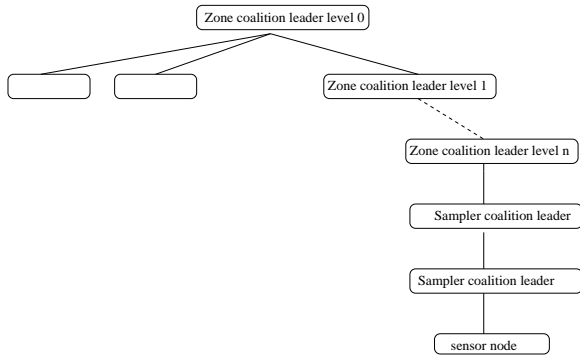 Zone coalition leader level 0
Zone coalition leader level 1
Zone coalition leader level n
Sampler coalition leader
Sampler coalition leader
sensor node